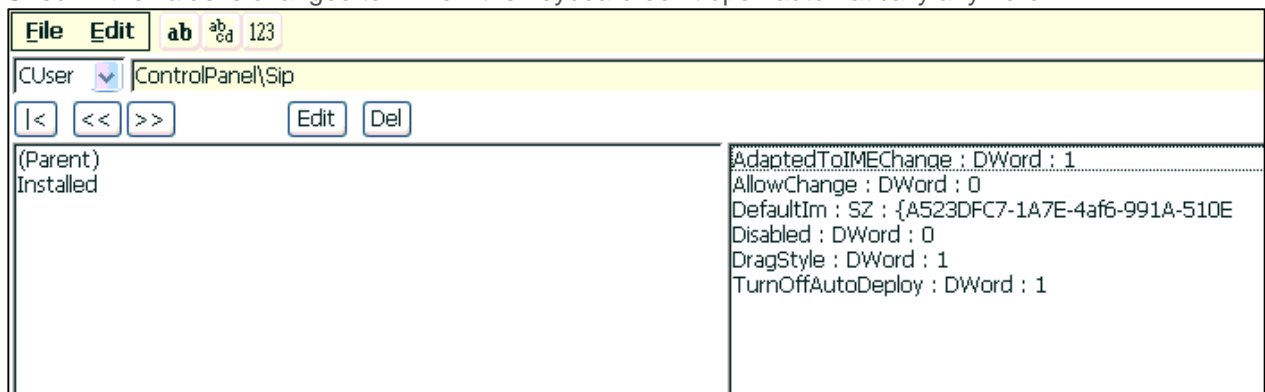 File Edit ab ab cd 123
CUser ControlPanel\Sip
|< << >> Edit Del
(Parent)
Installed
AdaptedToIMEChange : DWord : 1
AllowChange : DWord : 0
DefaultIm : SZ : {A523DFC7-1A7E-4af6-991A-510E
Disabled : DWord : 0
DragStyle : DWord : 1
TurnOffAutoDeploy : DWord : 1